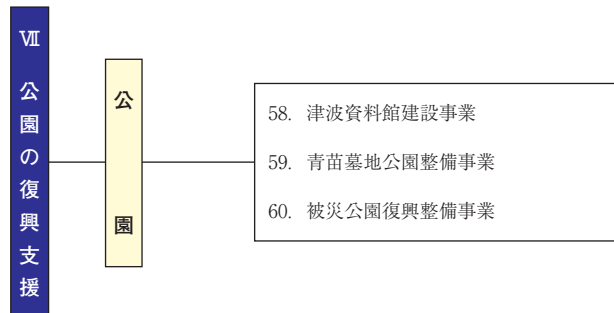 Ⅶ 公園の復興支援
公園
58. 津波資料館建設事業
59. 青苗墓地公園整備事業
60. 被災公園復興整備事業